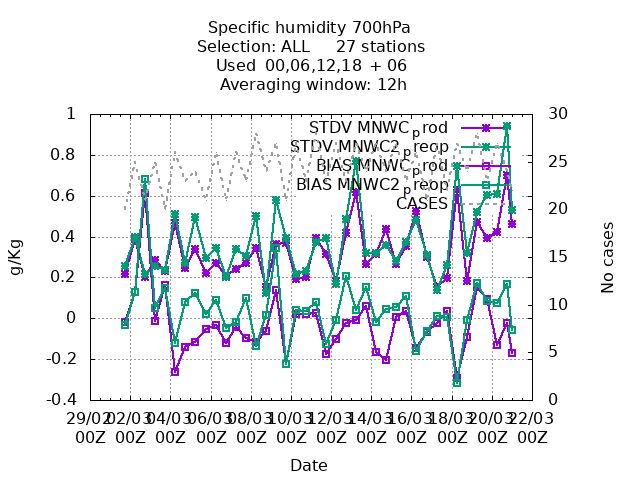 Specific humidity 700hPa
Selection: ALL 27 stations
Used 00,06,12,18 + 06
Averaging window: 12h
1
0.8
0.6
0.4
0.2
0
-0.2
-0.4
g/Kg
30
25
20
15
10
5
0
No cases
STDV MNWC_prod
STDV MNWC2_preop
BIAS MNWC_prod
BIAS MNWC2_preop
CASES
29/02 02/03 04/03 06/03 08/03 10/03 12/03 14/03 16/03 18/03 20/03 22/03
00Z 00Z 00Z 00Z 00Z 00Z 00Z 00Z 00Z 00Z 00Z 00Z
Date